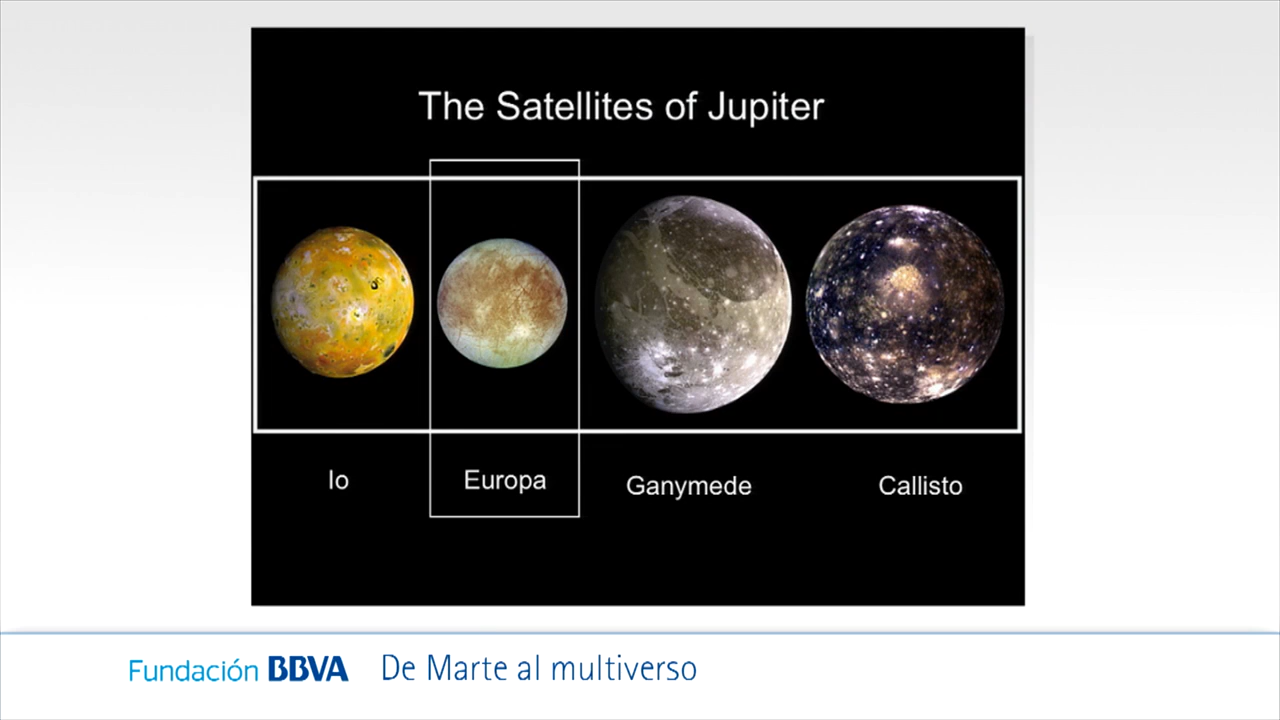 The Satellites of Jupiter
Io
Europa
Ganymede
Callisto
Fundación BBVA
De Marte al multiverso